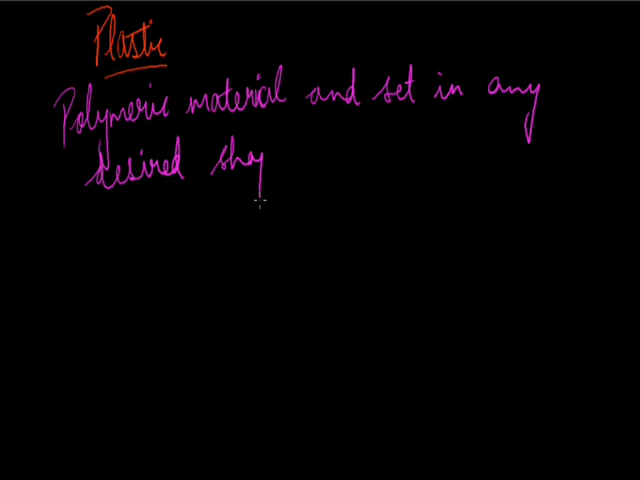 Plastic
Polymeric material and set in any
desired shap